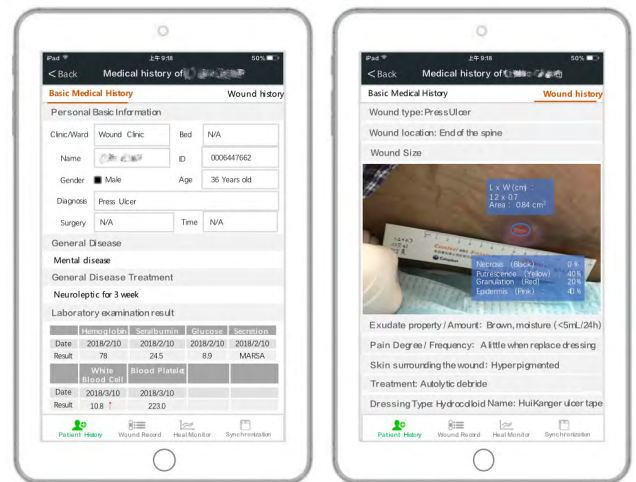 iPad 上午9:18 50%
< Back Medical history of
Basic Medical History Wound history
Personal Basic Information
Clinic/Ward Wound Clinic Bed N/A
Name ID 0006447662
Gender Male Age 36 Years old
Diagnosis Press Ulcer
Surgery N/A Time N/A
General Disease
Mental disease
General Disease Treatment
Neuroleptic for 3 week
Laboratory examination result
Hemoglobin Seralbumin Glucose Secretion
Date 2018/2/10 2018/2/10 2018/2/10 2018/2/10
Result 78 24.5 8.9 MARSA
White Blood Platelet
Blood Cell
Date 2018/3/10 2018/3/10
Result 10.8 ↑ 223.0
Patient History Wound Record Heal Monitor Synchronization
iPad 上午9:18 50%
< Back Medical history of
Basic Medical History Wound history
Wound type: Press Ulcer
Wound location: End of the spine
Wound Size
L x W (cm) :
1.2 x 0.7
Area : 0.84 cm²
Coloplast
Necrosis (Black) 0%
Putrescence (Yellow) 40%
Granulation (Red) 20%
Epidermis (Pink) 40%
Exudate property / Amount: Brown, moisture (<5mL/24h)
Pain Degree / Frequency: A little when replace dressing
Skin surrounding the wound: Hyperpigmented
Treatment: Autolytic debride
Dressing Type: Hydrocolloid Name: HuiKanger ulcer tape
Patient History Wound Record Heal Monitor Synchronization